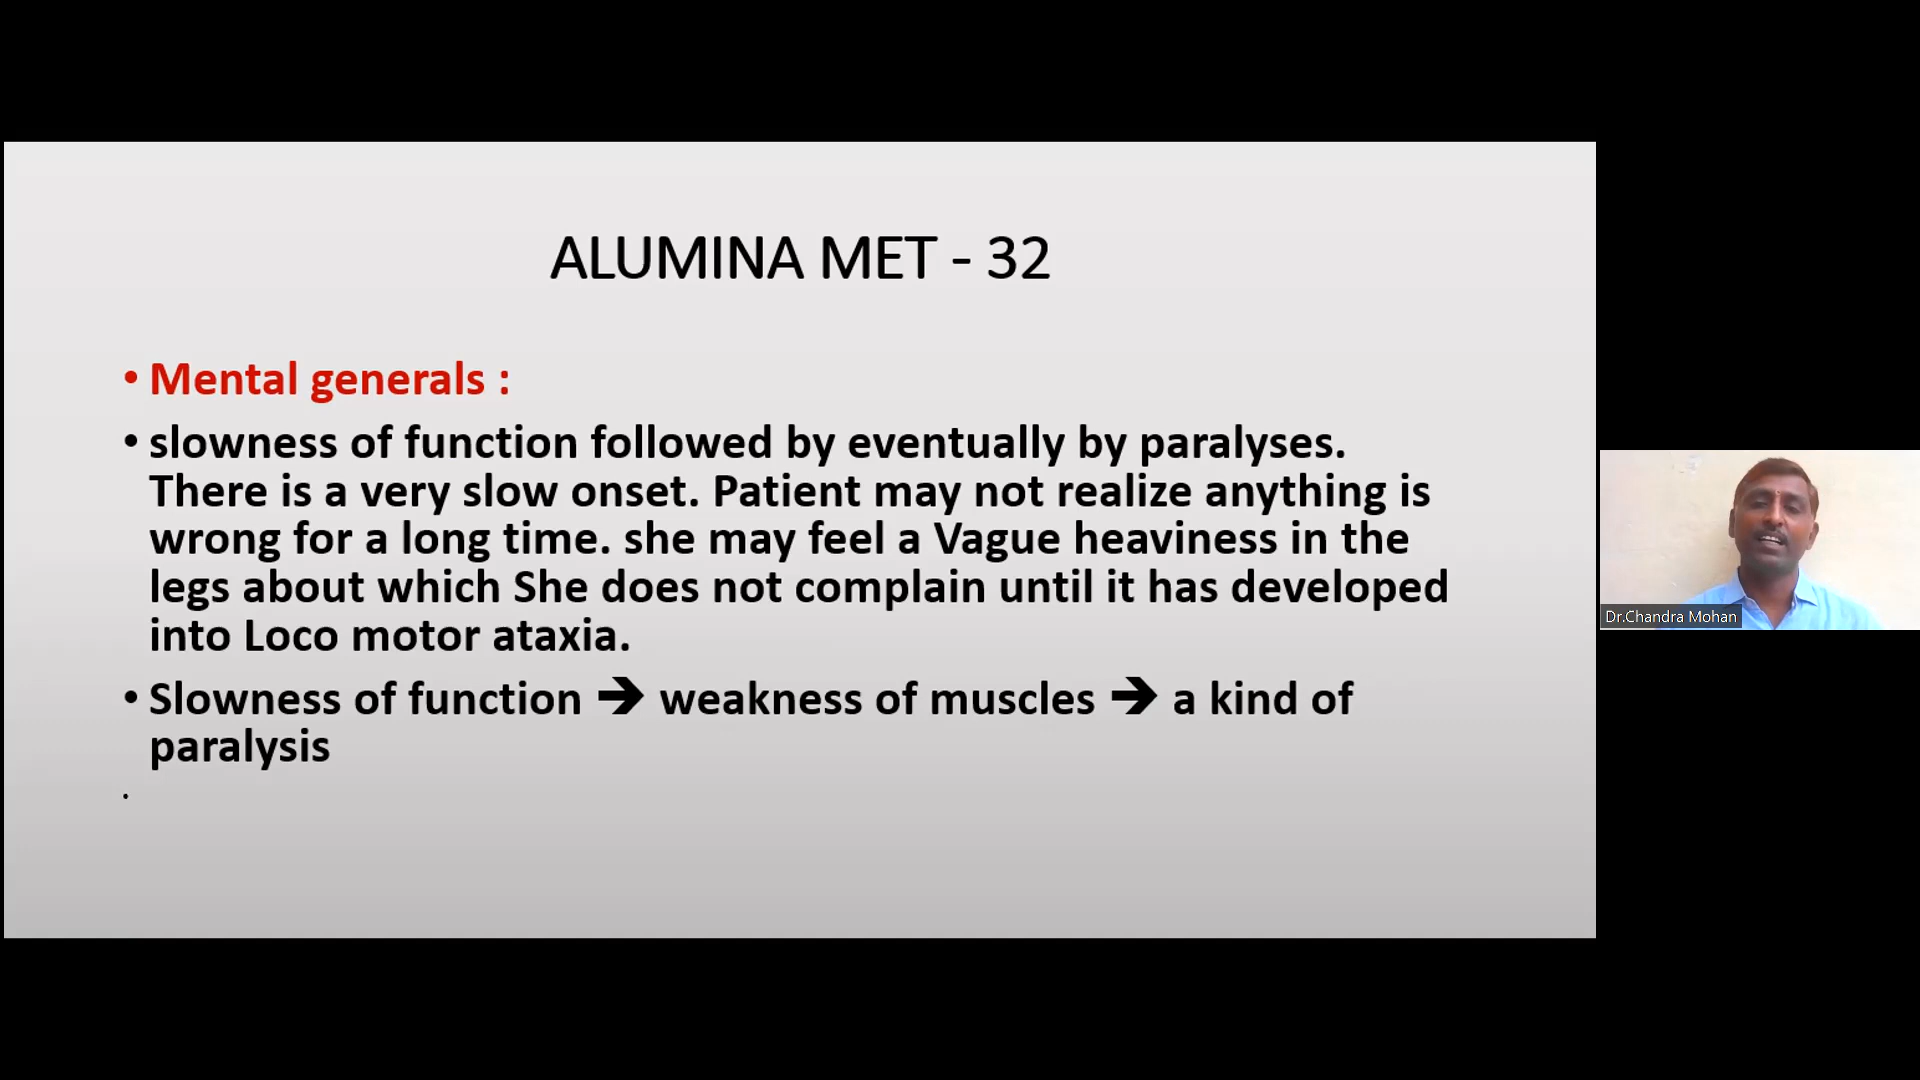 ALUMINA MET - 32
• Mental generals :
• slowness of function followed by eventually by paralyses.
There is a very slow onset. Patient may not realize anything is
wrong for a long time. she may feel a Vague heaviness in the
legs about which She does not complain until it has developed
into Loco motor ataxia.
• Slowness of function ➔ weakness of muscles ➔ a kind of
paralysis
•
Dr.Chandra Mohan